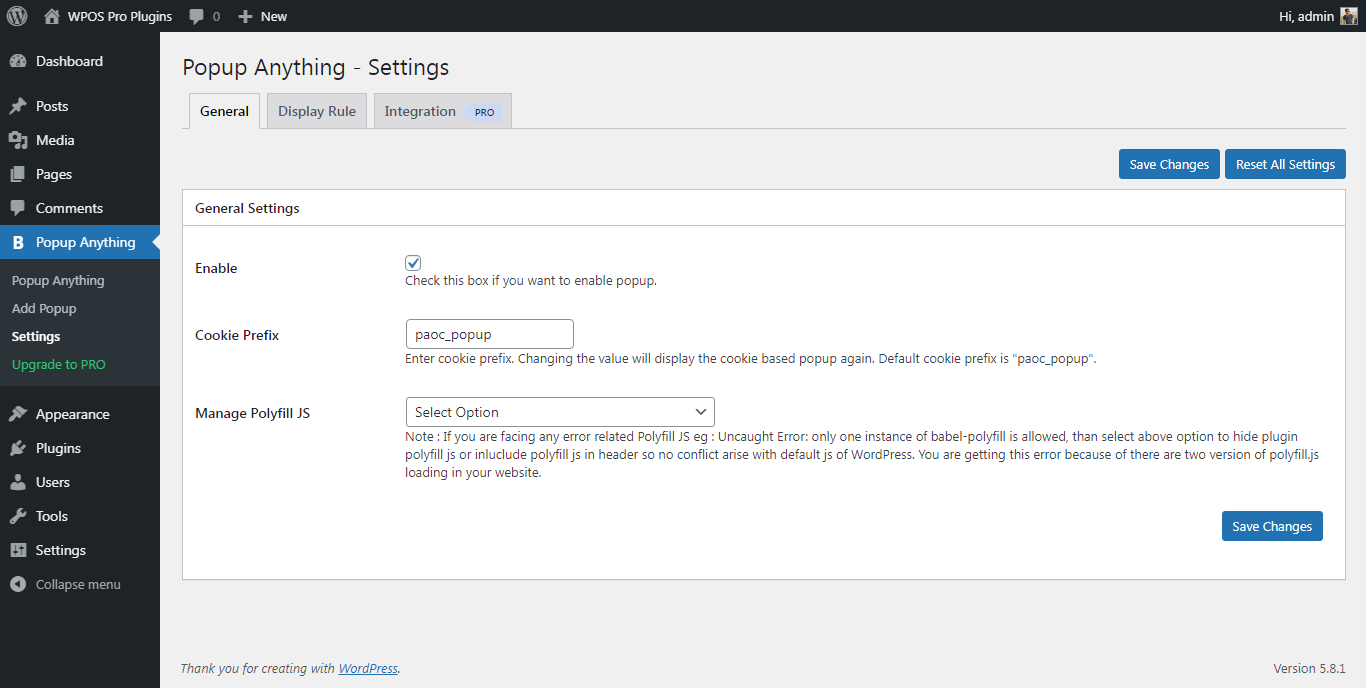 WPOS Pro Plugins 0 New Hi, admin
Dashboard
Posts
Media
Pages
Comments
Popup Anything
Popup Anything
Add Popup
Settings
Upgrade to PRO
Appearance
Plugins
Users
Tools
Settings
Collapse menu
Popup Anything - Settings
General Display Rule Integration PRO
Save Changes Reset All Settings
General Settings
Enable
Check this box if you want to enable popup.
Cookie Prefix paoc_popup
Enter cookie prefix. Changing the value will display the cookie based popup again. Default cookie prefix is "paoc_popup".
Manage Polyfill JS Select Option
Note : If you are facing any error related Polyfill JS eg : Uncaught Error: only one instance of babel-polyfill is allowed, than select above option to hide plugin
polyfill js or inluclude polyfill js in header so no conflict arise with default js of WordPress. You are getting this error because of there are two version of polyfill.js
loading in your website.
Save Changes
Thank you for creating with WordPress. Version 5.8.1